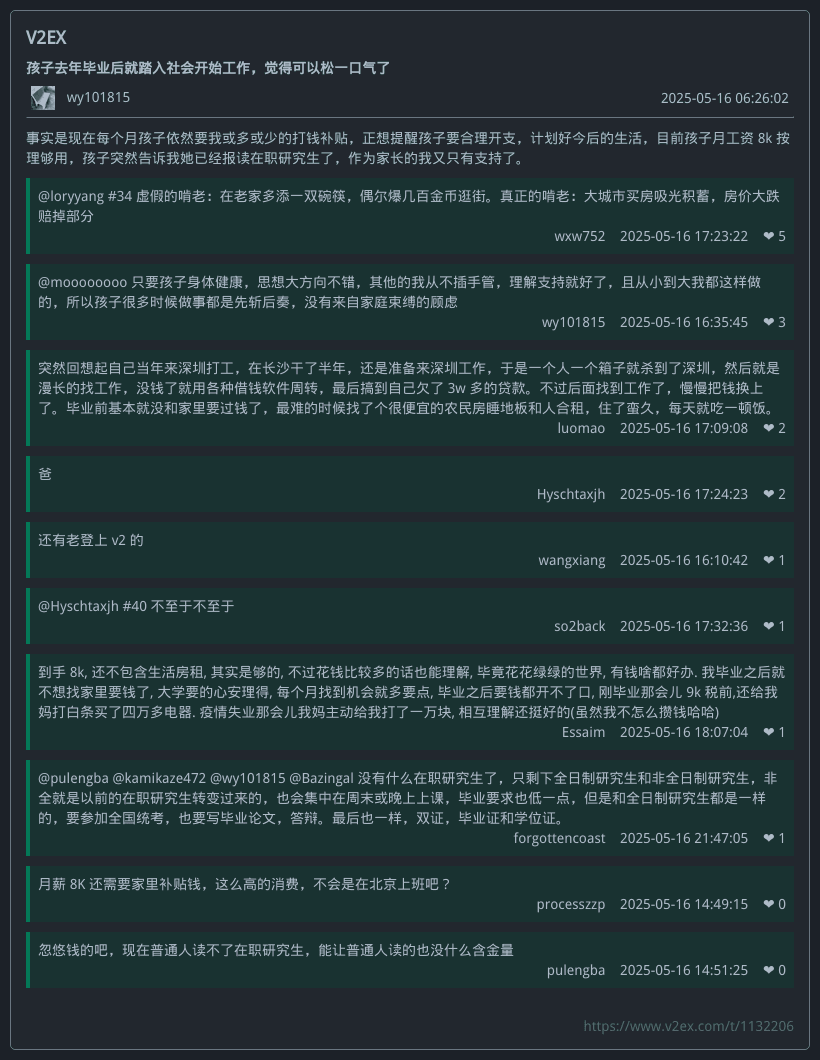 V2EX
孩子去年毕业后就踏入社会开始工作，觉得可以松一口气了
wy101815 2025-05-16 06:26:02
事实是现在每个月孩子依然要我或多或少的打钱补贴，正想提醒孩子要合理开支，计划好今后的生活，目前孩子月工资 8k 按
理够用，孩子突然告诉我她已经报读在职研究生了，作为家长的我又只有支持了。
@loryyang #34 虚假的啃老：在老家多添一双碗筷，偶尔爆几百金币逛街。真正的啃老：大城市买房吸光积蓄，房价大跌
赔掉部分
wxw752 2025-05-16 17:23:22 ❤ 5
@moooooooo 只要孩子身体健康，思想大方向不错，其他的我从不插手管，理解支持就好了，且从小到大我都这样做
的，所以孩子很多时候做事都是先斩后奏，没有来自家庭束缚的顾虑
wy101815 2025-05-16 16:35:45 ❤ 3
突然回想起自己当年来深圳打工，在长沙干了半年，还是准备来深圳工作，于是一个人一个箱子就杀到了深圳，然后就是
漫长的找工作，没钱了就用各种借钱软件周转，最后搞到自己欠了 3w 多的贷款。不过后面找到工作了，慢慢把钱换上
了。毕业前基本就没和家里要过钱了，最难的时候找了个很便宜的农民房睡地板和人合租，住了蛮久，每天就吃一顿饭。
luomao 2025-05-16 17:09:08 ❤ 2
爸
Hyschtaxjh 2025-05-16 17:24:23 ❤ 2
还有老登上 v2 的
wangxiang 2025-05-16 16:10:42 ❤ 1
@Hyschtaxjh #40 不至于不至于
so2back 2025-05-16 17:32:36 ❤ 1
到手 8k, 还不包含生活房租, 其实是够的, 不过花钱比较多的话也能理解, 毕竟花花绿绿的世界, 有钱啥都好办. 我毕业之后就
不想找家里要钱了, 大学要的心安理得, 每个月找到机会就多要点, 毕业之后要钱都开不了口, 刚毕业那会儿 9k 税前,还给我
妈打白条买了四万多电器. 疫情失业那会儿我妈主动给我打了一万块, 相互理解还挺好的(虽然我不怎么攒钱哈哈)
Essaim 2025-05-16 18:07:04 ❤ 1
@pulengba @kamikaze472 @wy101815 @Bazingal 没有什么在职研究生了，只剩下全日制研究生和非全日制研究生，非
全就是以前的在职研究生转变过来的，也会集中在周末或晚上上课，毕业要求也低一点，但是和全日制研究生都是一样
的，要参加全国统考，也要写毕业论文，答辩。最后也一样，双证，毕业证和学位证。
forgottencoast 2025-05-16 21:47:05 ❤ 1
月薪 8K 还需要家里补贴钱，这么高的消费，不会是在北京上班吧？
processzzp 2025-05-16 14:49:15 ❤ 0
忽悠钱的吧，现在普通人读不了在职研究生，能让普通人读的也没什么含金量
pulengba 2025-05-16 14:51:25 ❤ 0
https://www.v2ex.com/t/1132206